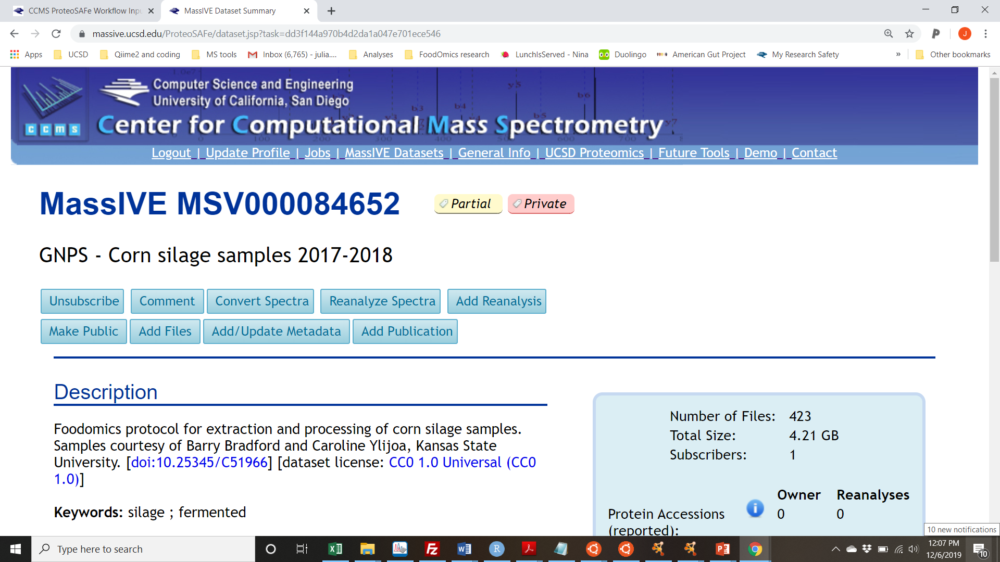 CCMS ProteoSAFe Workflow Inpu
MassIVE Dataset Summary
massive.ucsd.edu/ProteoSAFe/dataset.jsp?task=dd3f144a970b4d2da1a047e701ece546
J
Apps UCSD Qiime2 and coding MS tools Inbox (6,765) - julia.... Analyses FoodOmics research LunchIsServed - Nina Duolingo American Gut Project My Research Safety » Other bookmarks
Computer Science and Engineering
University of California, San Diego
Center for Computational Mass Spectrometry
ccms
Logout | Update Profile | Jobs | MassIVE Datasets | General Info | UCSD Proteomics | Future Tools | Demo | Contact
MassIVE MSV000084652
Partial Private
GNPS - Corn silage samples 2017-2018
Unsubscribe Comment Convert Spectra Reanalyze Spectra Add Reanalysis
Make Public Add Files Add/Update Metadata Add Publication
Description
Foodomics protocol for extraction and processing of corn silage samples.
Samples courtesy of Barry Bradford and Caroline Ylijoa, Kansas State
University. [doi:10.25345/C51966] [dataset license: CC0 1.0 Universal (CC0
1.0)]
Keywords: silage ; fermented
Number of Files: 423
Total Size: 4.21 GB
Subscribers: 1
Owner Reanalyses
Protein Accessions 0 0
(reported):
10 new notifications
Type here to search
12:07 PM
12/6/2019
10